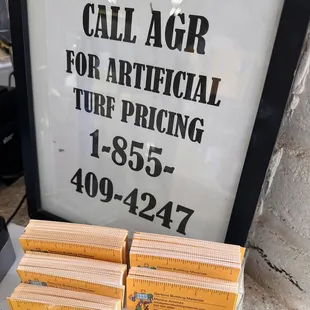 CALL AGR
FOR ARTIFICIAL
TURF PRICING
1-855-
409-4247